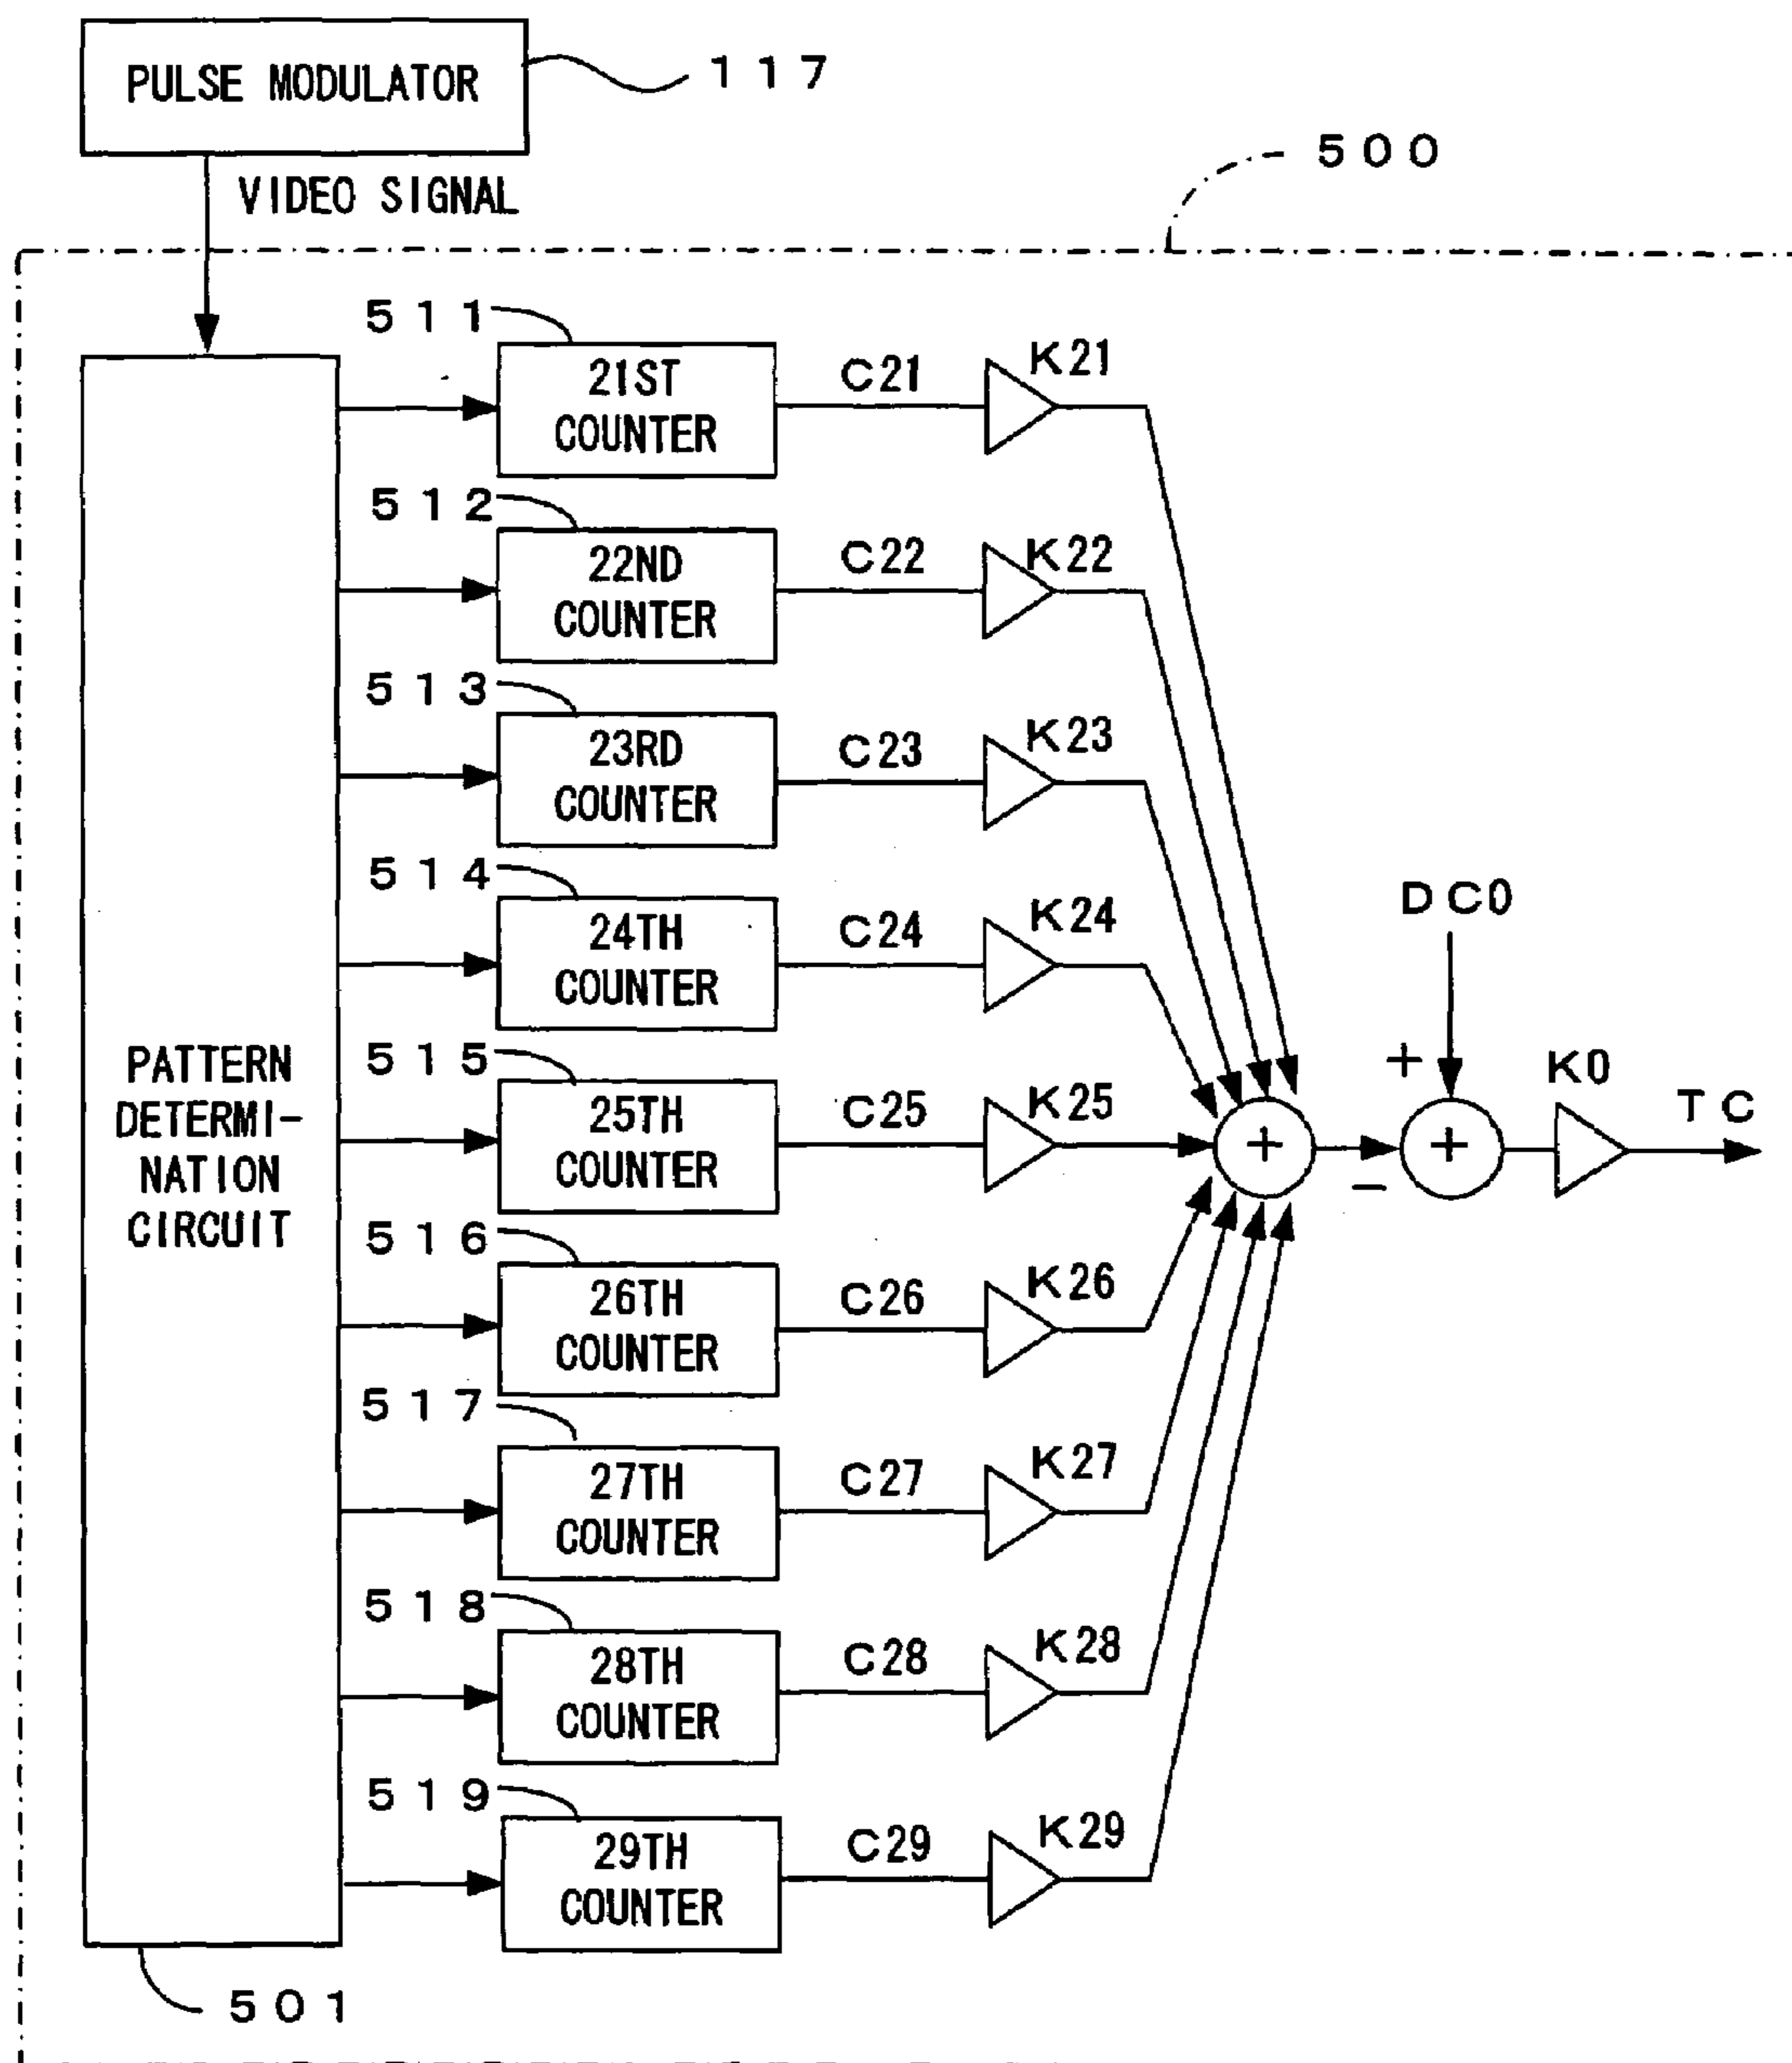 PULSE MODULATOR
117
VIDEO SIGNAL
500
511
21ST
COUNTER
C21
K21
512
22ND
COUNTER
C22
K22
513
23RD
COUNTER
C23
K23
514
24TH
COUNTER
C24
K24
DC0
PATTERN
DETERMI-
NATION
CIRCUIT
515
25TH
COUNTER
C25
K25
+
+
-
+
K0
TC
516
26TH
COUNTER
C26
K26
517
27TH
COUNTER
C27
K27
518
28TH
COUNTER
C28
K28
519
29TH
COUNTER
C29
K29
501